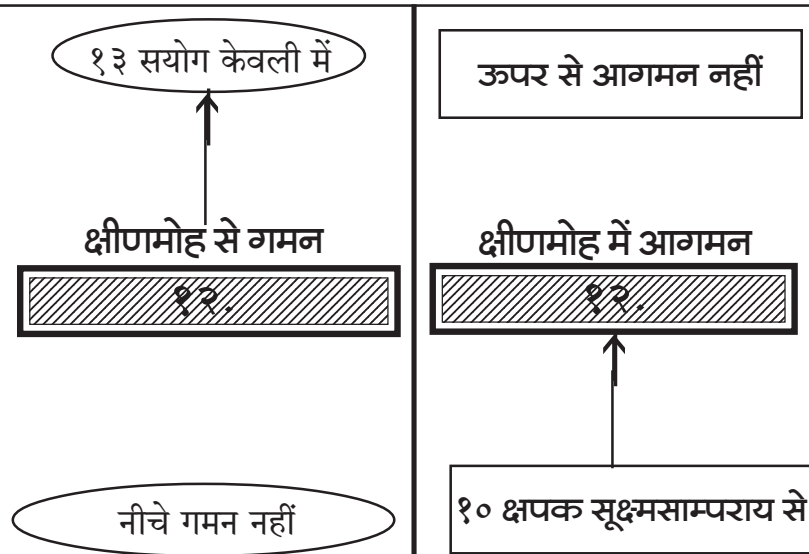 १३ सयोग केवली में
क्षीणमोह से गमन
१२.
नीचे गमन नहीं
ऊपर से आगमन नहीं
क्षीणमोह में आगमन
१२.
१० क्षपक सूक्ष्मसाम्पराय से